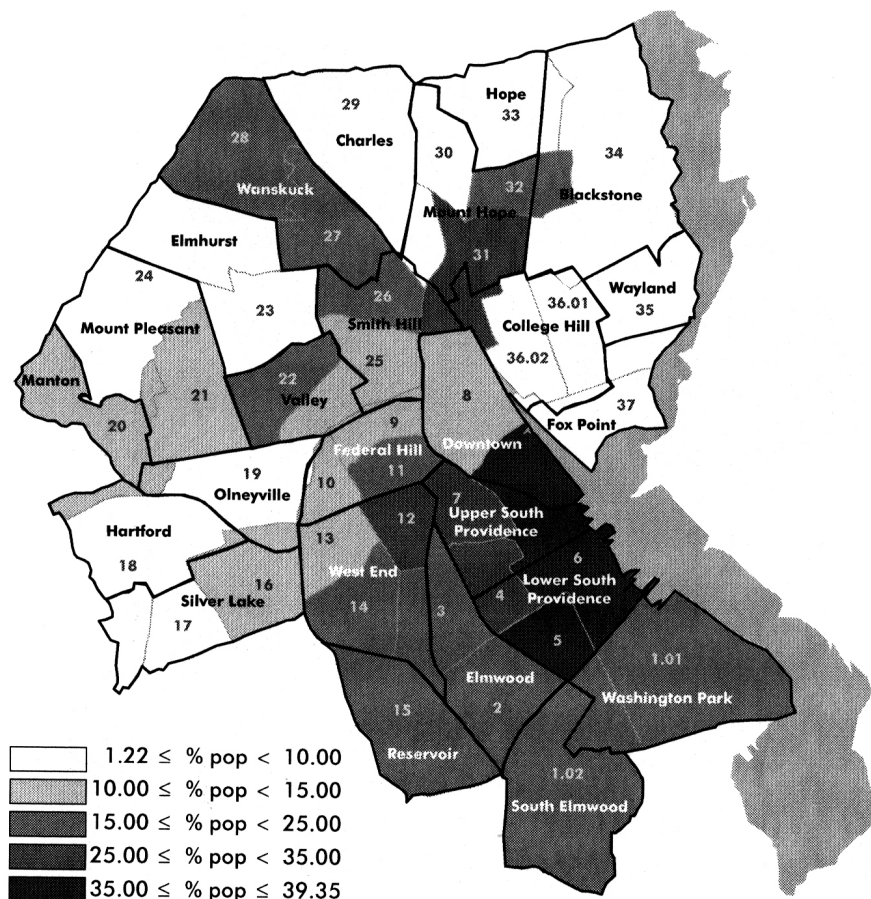 29
Charles
Hope
33
30
34
28
32
Blackstone
Wanskuck
Mount Hope
27
Elmhurst
31
24
Wayland
36.01
35
26
23
Mount Pleasant
Smith Hill
College Hill
25
36.02
Manton
22
21
Valley
8
37
20
9
Fox Point
Federal Hill
Downtown
19
11
Olneyville
10
7
12
Upper South
Providence
Hartford
13
6
18
West End
Lower South
Providence
16
4
Silver Lake
14
3
17
5
1.01
Elmwood
Washington Park
15
2
Reservoir
1.02
South Elmwood
1.22 ≤ % pop < 10.00
10.00 ≤ % pop < 15.00
15.00 ≤ % pop < 25.00
25.00 ≤ % pop < 35.00
35.00 ≤ % pop ≤ 39.35